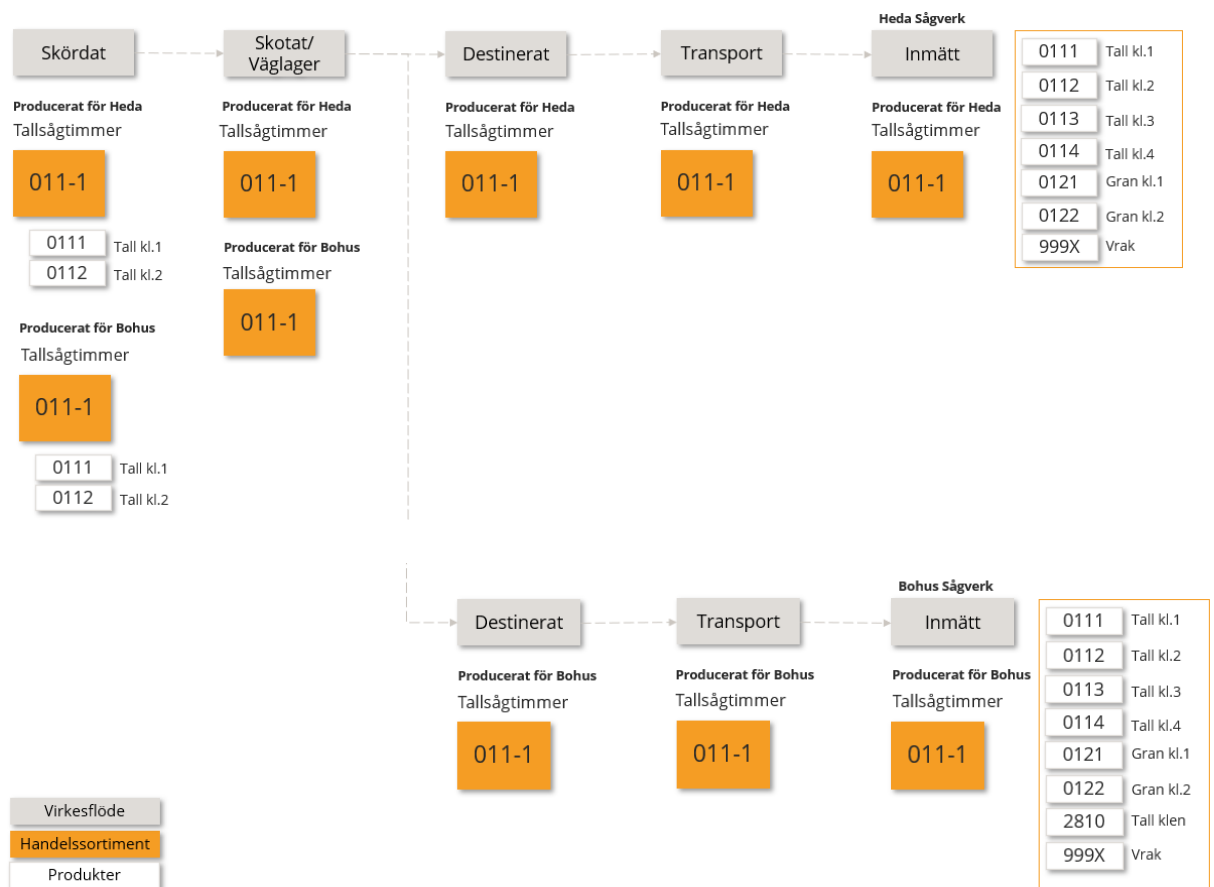 Heda Sågverk
Skördat
Skotat/
Väglager
Destinerat
Transport
Inmätt
Producerat för Heda
Tallsågtimmer
011-1
0111 Tall kl.1
0112 Tall kl.2
Producerat för Bohus
Tallsågtimmer
011-1
0111 Tall kl.1
0112 Tall kl.2
Producerat för Heda
Tallsågtimmer
011-1
Producerat för Bohus
Tallsågtimmer
011-1
Producerat för Heda
Tallsågtimmer
011-1
Producerat för Heda
Tallsågtimmer
011-1
Producerat för Heda
Tallsågtimmer
011-1
0111 Tall kl.1
0112 Tall kl.2
0113 Tall kl.3
0114 Tall kl.4
0121 Gran kl.1
0122 Gran kl.2
999X Vrak
Bohus Sågverk
Destinerat
Transport
Inmätt
Producerat för Bohus
Tallsågtimmer
011-1
Producerat för Bohus
Tallsågtimmer
011-1
Producerat för Bohus
Tallsågtimmer
011-1
0111 Tall kl.1
0112 Tall kl.2
0113 Tall kl.3
0114 Tall kl.4
0121 Gran kl.1
0122 Gran kl.2
2810 Tall klen
999X Vrak
Virkesflöde
Handelssortiment
Produkter